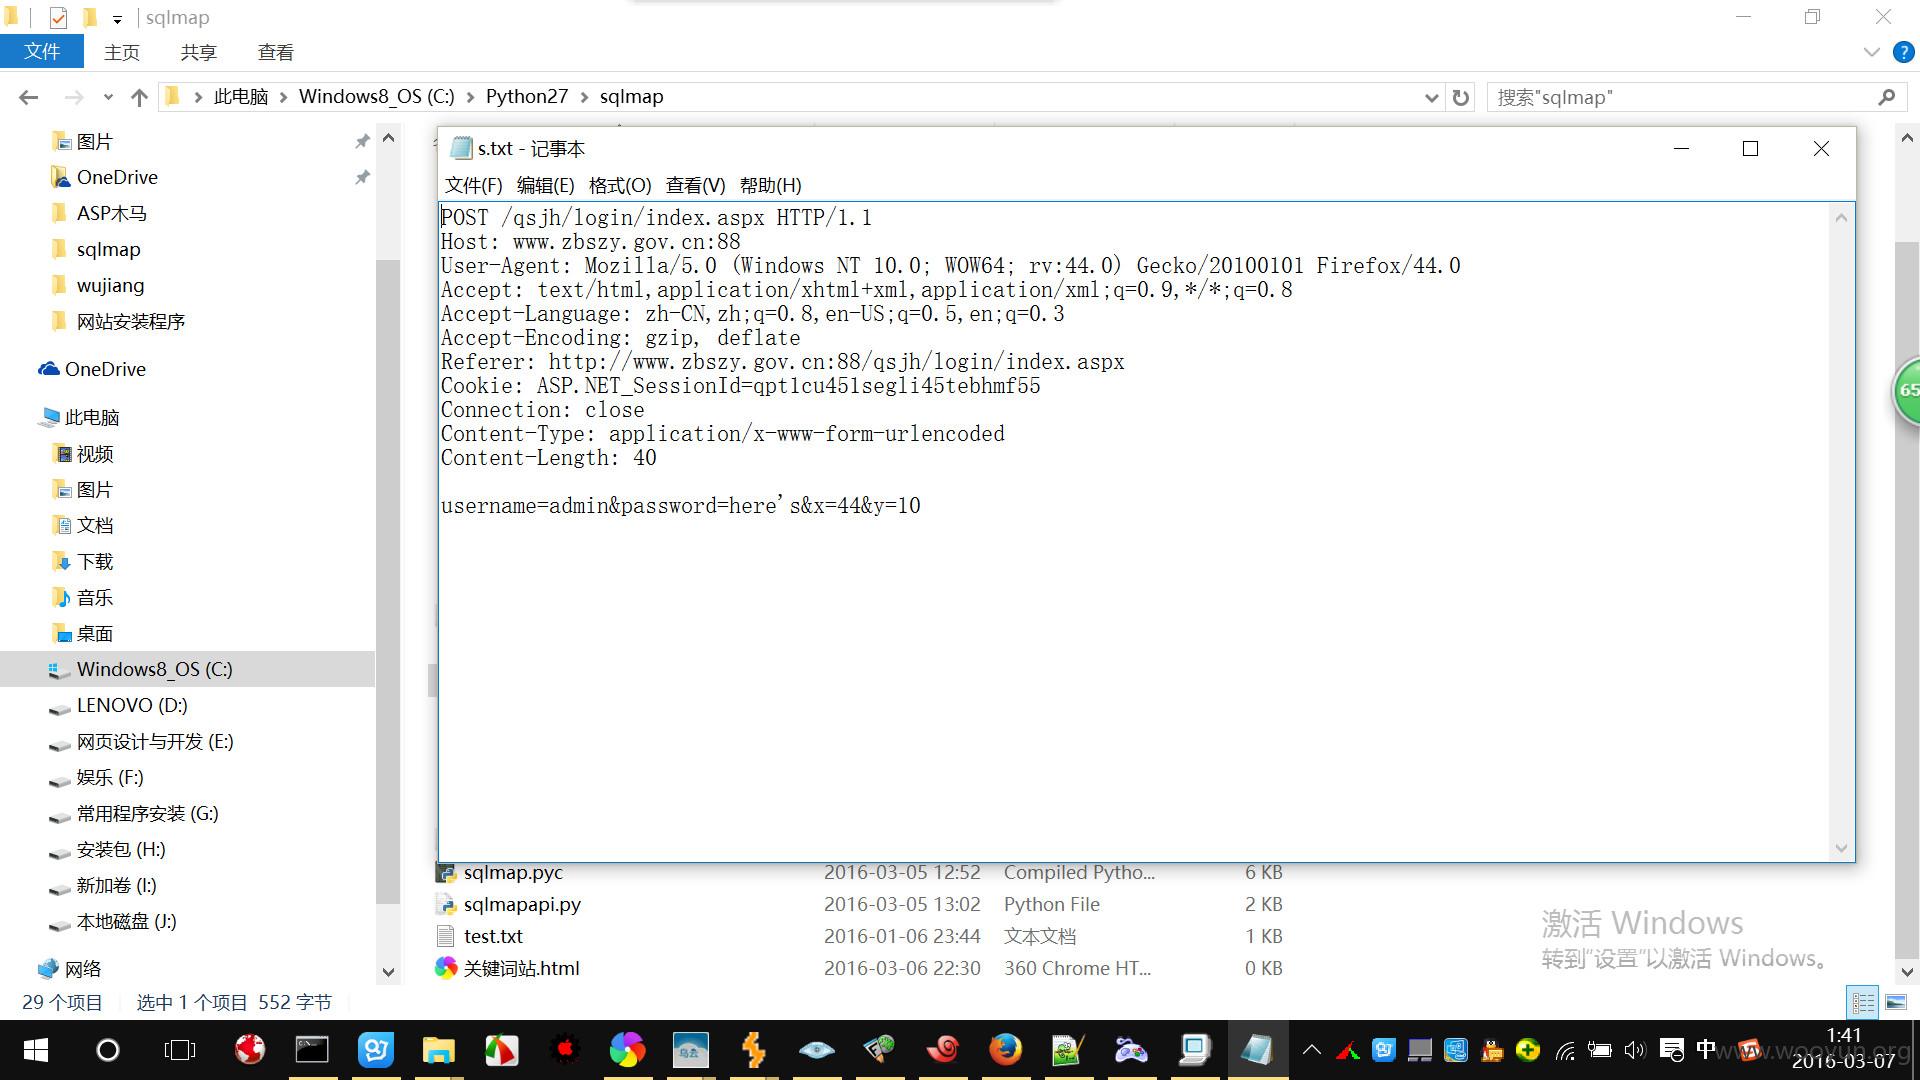 sqlmap
文件 主页 共享 查看
此电脑 Windows8_OS (C:) Python27 sqlmap
搜索"sqlmap"
图片
OneDrive
ASP木马
sqlmap
wujiang
网站安装程序
OneDrive
此电脑
视频
图片
文档
下载
音乐
桌面
Windows8_OS (C:)
LENOVO (D:)
网页设计与开发 (E:)
娱乐 (F:)
常用程序安装 (G:)
安装包 (H:)
新加卷 (I:)
本地磁盘 (J:)
网络
s.txt - 记事本
文件(F) 编辑(E) 格式(O) 查看(V) 帮助(H)
POST /qsjh/login/index.aspx HTTP/1.1
Host: www.zbszy.gov.cn:88
User-Agent: Mozilla/5.0 (Windows NT 10.0; WOW64; rv:44.0) Gecko/20100101 Firefox/44.0
Accept: text/html,application/xhtml+xml,application/xml;q=0.9,*/*;q=0.8
Accept-Language: zh-CN,zh;q=0.8,en-US;q=0.5,en;q=0.3
Accept-Encoding: gzip, deflate
Referer: http://www.zbszy.gov.cn:88/qsjh/login/index.aspx
Cookie: ASP.NET_SessionId=qpt1cu451segli45tebhmf55
Connection: close
Content-Type: application/x-www-form-urlencoded
Content-Length: 40
username=admin&password=here's&x=44&y=10
65
sqlmap.pyc 2016-03-05 12:52 Compiled Pytho... 6 KB
sqlmapapi.py 2016-03-05 13:02 Python File 2 KB
test.txt 2016-01-06 23:44 文本文档 1 KB
关键词站.html 2016-03-06 22:30 360 Chrome HT... 0 KB
激活 Windows
转到"设置"以激活 Windows。
29 个项目 选中 1 个项目 552 字节
乌云
中
1:41
2016-03-07
www.wooyun.org